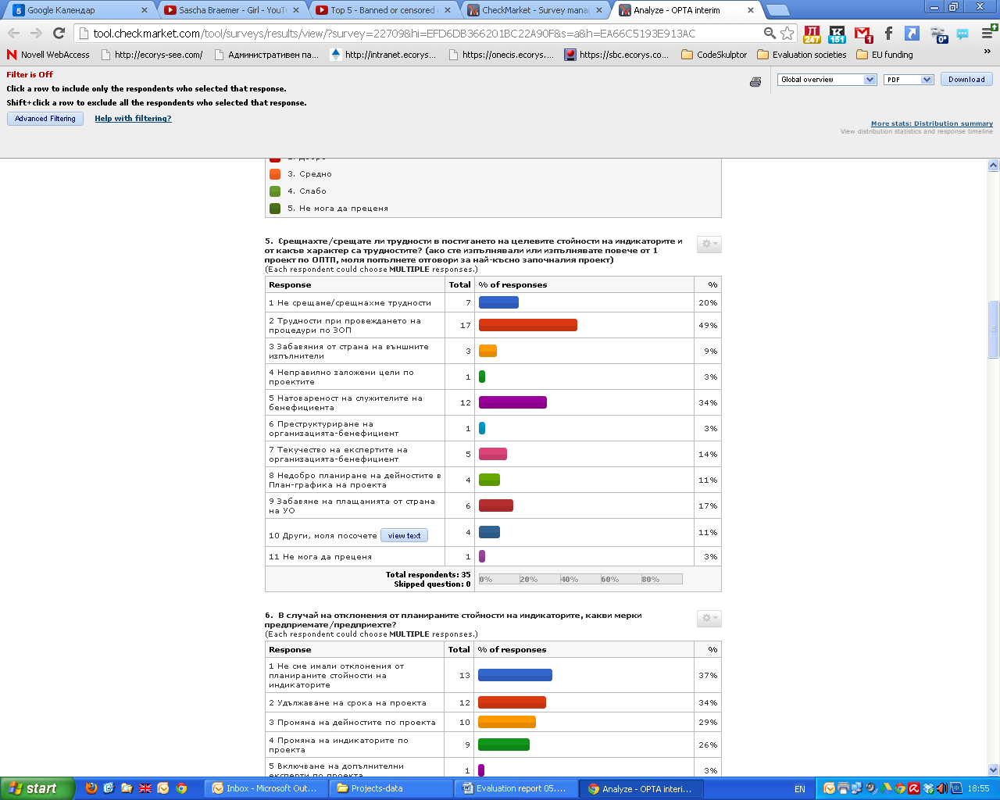 5 Google Календар
Sascha Braemer - Girl - YouT
Top 5 - Banned or censored
CheckMarket - Survey mana
Analyze - OPTA interim
tool.checkmarket.com/tool/surveys/results/view/?survey=22709&hi=EFD6DB366201BC22A90F&s=a&h=EA66C5193E913AC
247
151
1
0*
Novell WebAccess
http://ecorys-see.com/
Административен па...
http://intranet.ecorys...
https://onecis.ecorys....
https://sbc.ecorys.co...
CodeSkulptor
Evaluation societies
EU funding
»
Filter is Off
Click a row to include only the respondents who selected that response.
Shift+click a row to exclude all the respondents who selected that response.
Advanced Filtering Help with filtering?
Global overview PDF Download
More stats: Distribution summary
View distribution statistics and response timeline
3. Средно
4. Слабо
5. Не мога да преценя
5. Срещнахте/срещате ли трудности в постигането на целевите стойности на индикаторите и
от какъв характер са трудностите? (ако сте изпълнявали или изпълнявате повече от 1
проект по ОПТП, моля попълнете отговори за най-късно започналия проект)
(Each respondent could choose MULTIPLE responses.)
Response Total % of responses %
1 Не срещаме/срещнахме трудности 7 20%
2 Трудности при провеждането на
процедури по ЗОП 17 49%
3 Забавяния от страна на външните
изпълнители 3 9%
4 Неправилно заложени цели по
проектите 1 3%
5 Натовареност на служителите на
бенефициента 12 34%
6 Преструктуриране на
организацията-бенефициент 1 3%
7 Текучество на експертите на
организацията-бенефициент 5 14%
8 Недобро планиране на дейностите в
План-графика на проекта 4 11%
9 Забавяне на плащанията от страна
на УО 6 17%
10 Други, моля посочете view text 4 11%
11 Не мога да преценя 1 3%
Total respondents: 35
Skipped question: 0
0% 20% 40% 60% 80%
6. В случай на отклонения от планираните стойности на индикаторите, какви мерки
предприемате/предприехте?
(Each respondent could choose MULTIPLE responses.)
Response Total % of responses %
1 Не сме имали отклонения от
планираните стойности на
индикаторите 13 37%
2 Удължаване на срока на проекта 12 34%
3 Промяна на дейностите по проекта 10 29%
4 Промяна на индикаторите по
проекта 9 26%
5 Включване на допълнителни
експерти по проекта 1 3%
start
Inbox - Microsoft Out...
Projects-data
Evaluation report 05....
Analyze - OPTA interi...
EN
18:55